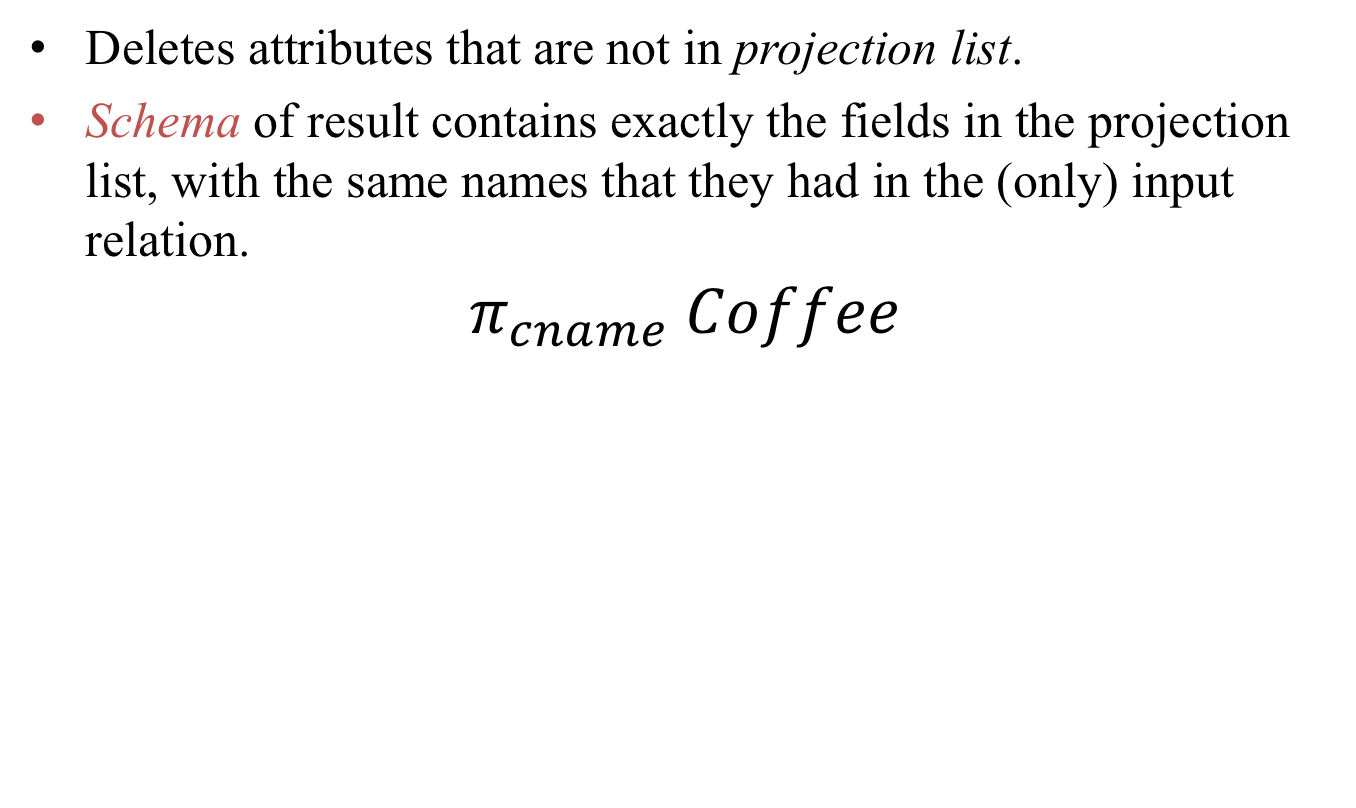 • Deletes attributes that are not in projection list.
• Schema of result contains exactly the fields in the projection
list, with the same names that they had in the (only) input
relation.
π_cname Coffee